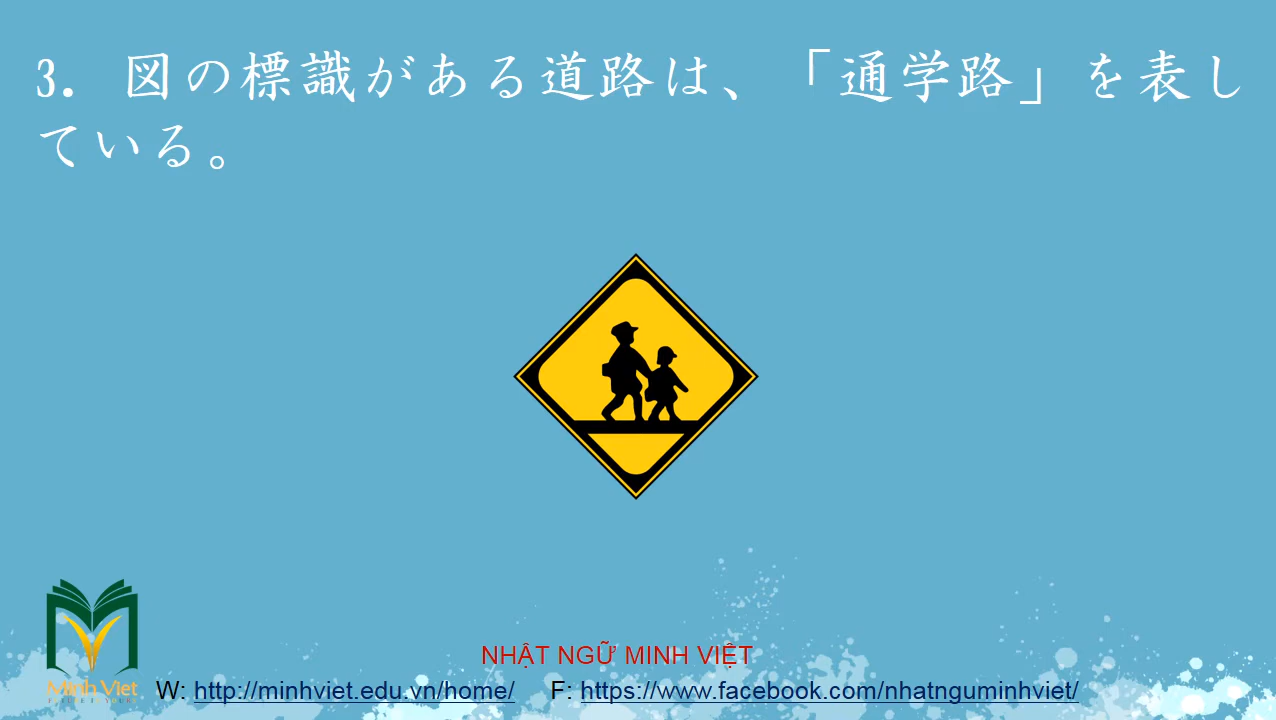 3. 図の標識がある道路は、「通学路」を表し
ている。
NHẬT NGỮ MINH VIỆT
Minh Viet
W: http://minhviet.edu.vn/home/ F: https://www.facebook.com/nhatnguminhviet/